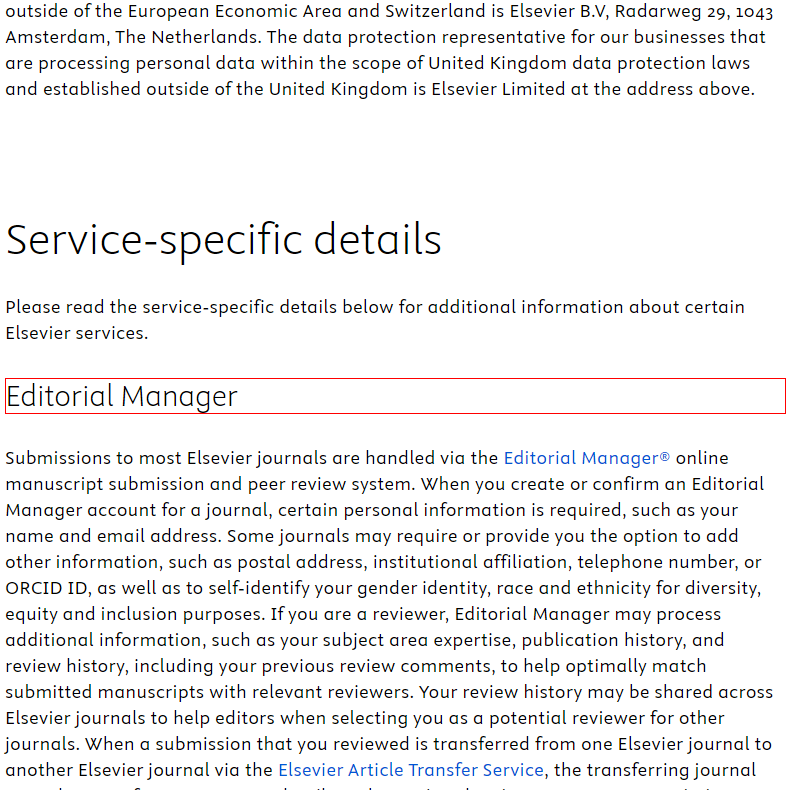 outside of the European Economic Area and Switzerland is Elsevier B.V, Radarweg 29, 1043
Amsterdam, The Netherlands. The data protection representative for our businesses that
are processing personal data within the scope of United Kingdom data protection laws
and established outside of the United Kingdom is Elsevier Limited at the address above.
Service-specific details
Please read the service-specific details below for additional information about certain
Elsevier services.
Editorial Manager
Submissions to most Elsevier journals are handled via the Editorial Manager® online
manuscript submission and peer review system. When you create or confirm an Editorial
Manager account for a journal, certain personal information is required, such as your
name and email address. Some journals may require or provide you the option to add
other information, such as postal address, institutional affiliation, telephone number, or
ORCID ID, as well as to self-identify your gender identity, race and ethnicity for diversity,
equity and inclusion purposes. If you are a reviewer, Editorial Manager may process
additional information, such as your subject area expertise, publication history, and
review history, including your previous review comments, to help optimally match
submitted manuscripts with relevant reviewers. Your review history may be shared across
Elsevier journals to help editors when selecting you as a potential reviewer for other
journals. When a submission that you reviewed is transferred from one Elsevier journal to
another Elsevier journal via the Elsevier Article Transfer Service, the transferring journal